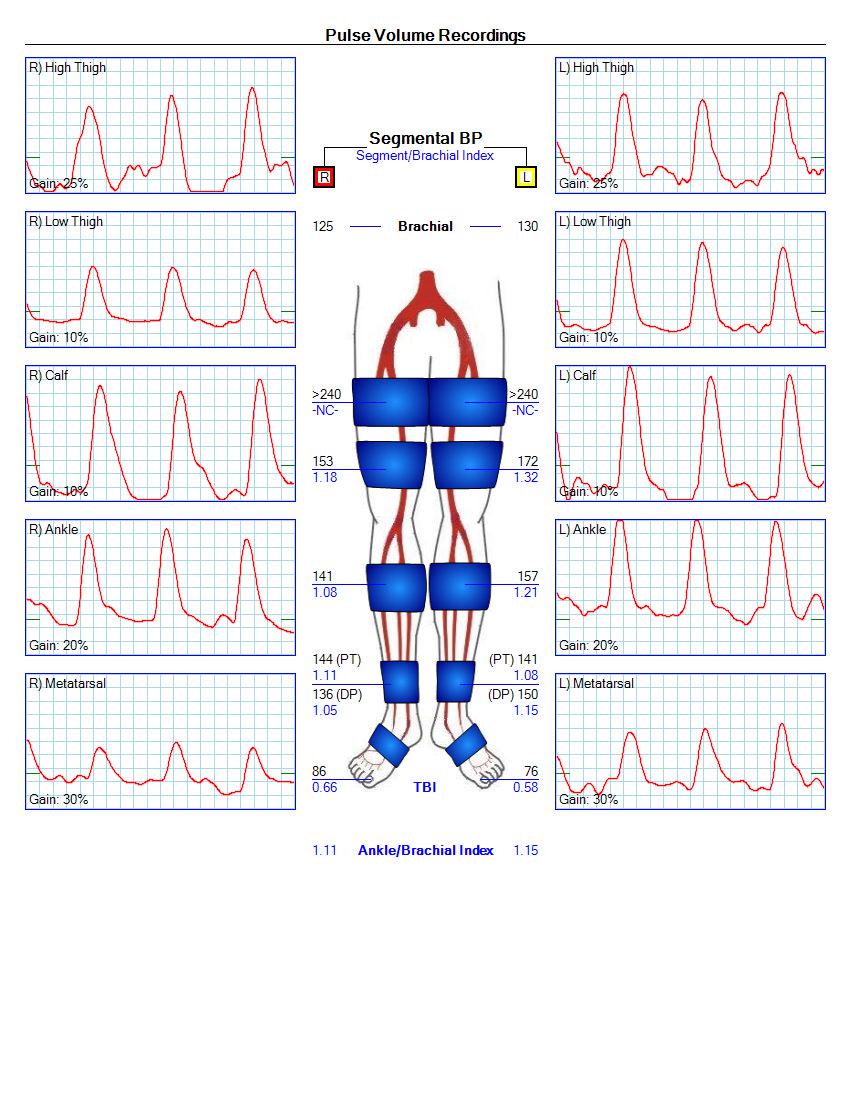 Pulse Volume Recordings
R) High Thigh
Gain: 25%
L) High Thigh
Gain: 25%
Segmental BP
Segment/Brachial Index
R
L
125 Brachial 130
R) Low Thigh
Gain: 10%
L) Low Thigh
Gain: 10%
R) Calf
Gain: 10%
L) Calf
Gain: 10%
>240 >240
-NC- -NC-
153 172
1.18 1.32
R) Ankle
Gain: 20%
L) Ankle
Gain: 20%
141 157
1.08 1.21
144 (PT) (PT) 141
1.11 1.08
136 (DP) (DP) 150
1.05 1.15
R) Metatarsal
Gain: 30%
L) Metatarsal
Gain: 30%
86 76
0.66 TBI 0.58
1.11 Ankle/Brachial Index 1.15